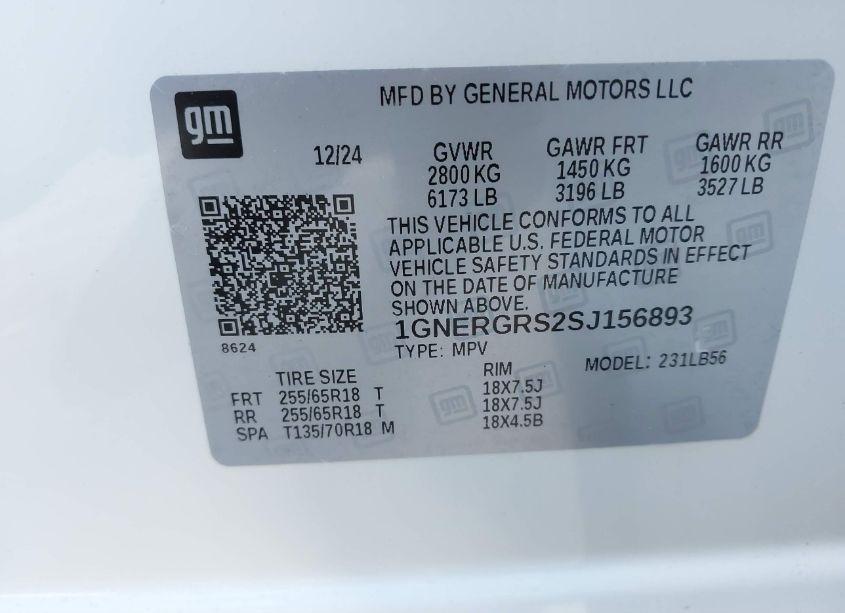 gm
MFD BY GENERAL MOTORS LLC
12/24
GVWR
2800 KG
6173 LB
GAWR FRT
1450 KG
3196 LB
GAWR RR
1600 KG
3527 LB
THIS VEHICLE CONFORMS TO ALL
APPLICABLE U.S. FEDERAL MOTOR
VEHICLE SAFETY STANDARDS IN EFFECT
ON THE DATE OF MANUFACTURE
SHOWN ABOVE.
1GNERGRS2SJ156893
8624
TYPE: MPV
MODEL: 231LB56
TIRE SIZE
RIM
FRT 255/65R18 T 18X7.5J
RR 255/65R18 T 18X7.5J
SPA T135/70R18 M 18X4.5B